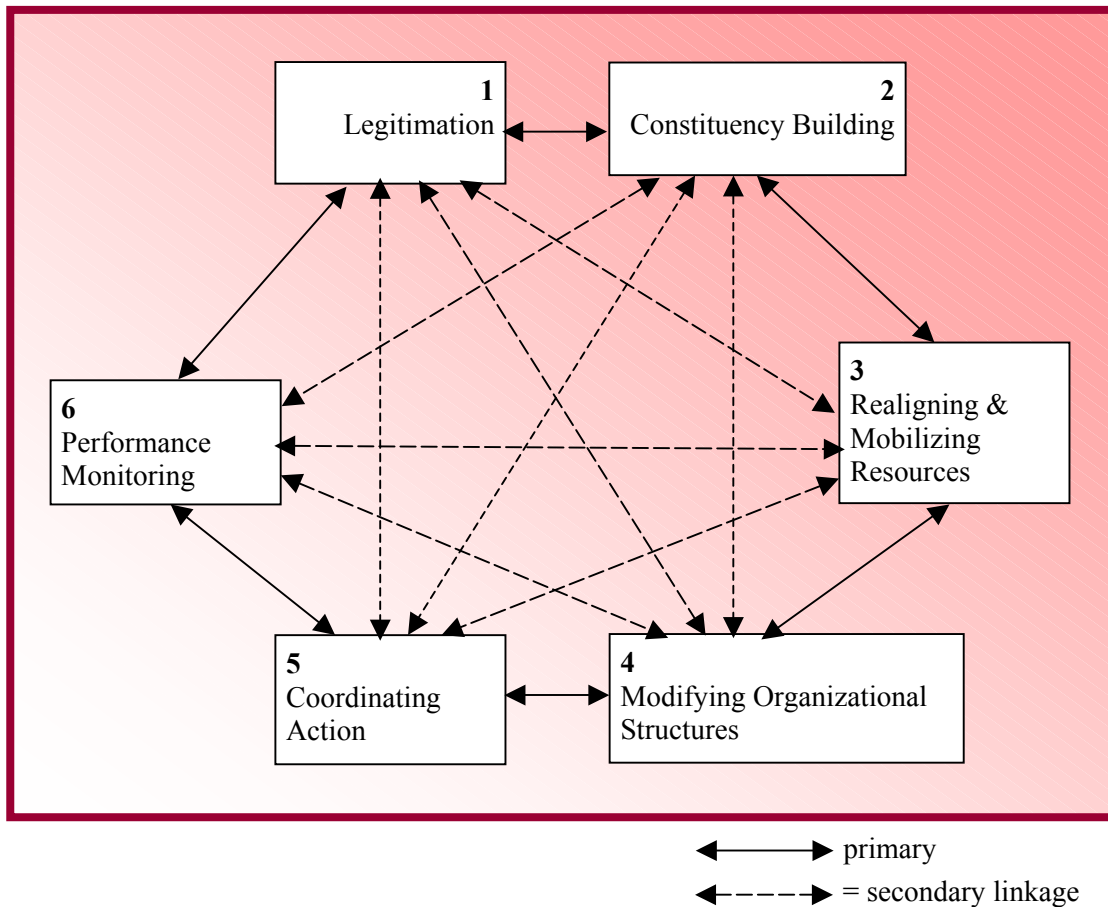 1
Legitimation
2
Constituency Building
3
Realigning &
Mobilizing
Resources
6
Performance
Monitoring
5
Coordinating
Action
4
Modifying Organizational
Structures
primary
= secondary linkage